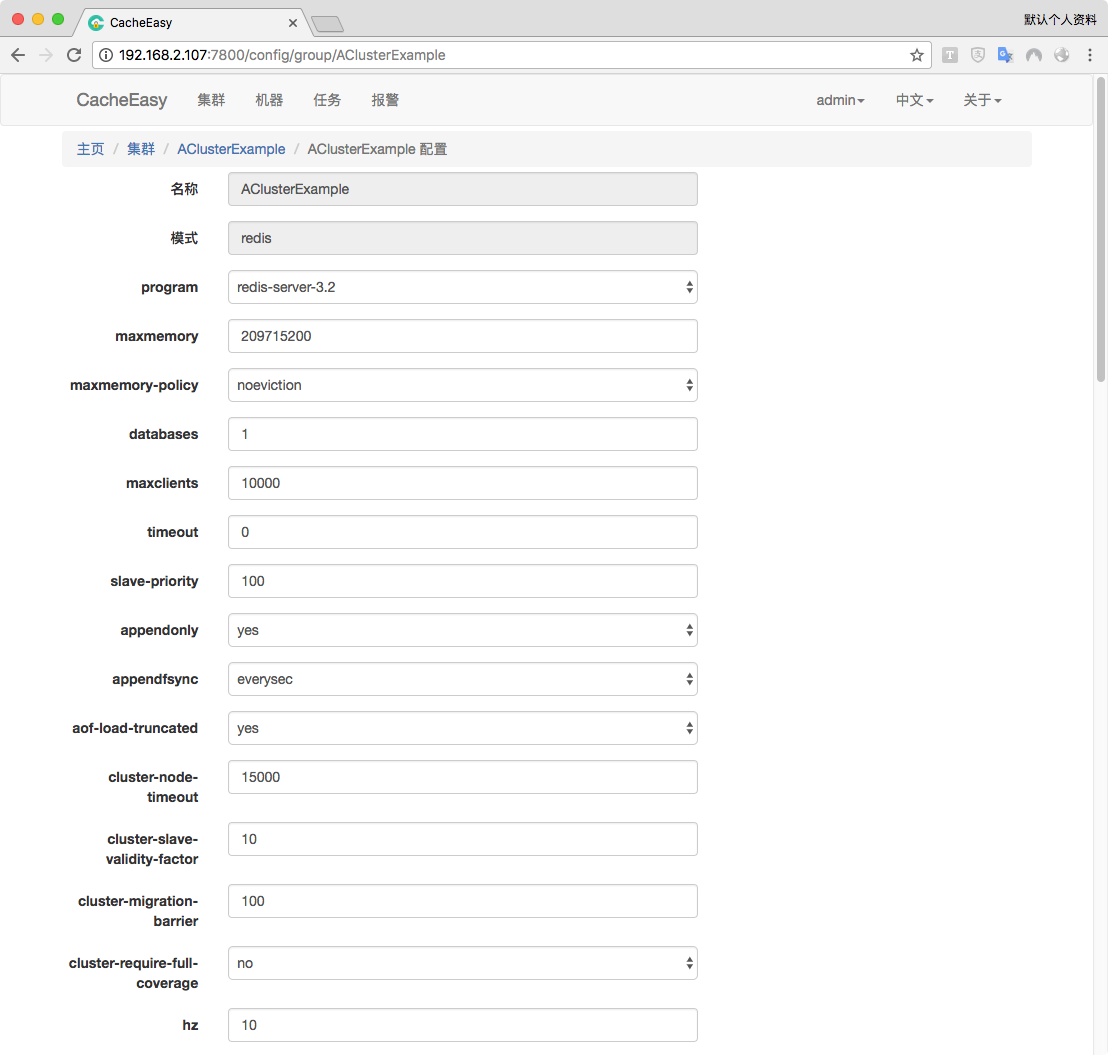 CacheEasy
默认个人资料
192.168.2.107:7800/config/group/AClusterExample
CacheEasy 集群 机器 任务 报警 admin 中文 关于
主页 / 集群 / AClusterExample / AClusterExample 配置
名称 AClusterExample
模式 redis
program redis-server-3.2
maxmemory 209715200
maxmemory-policy noeviction
databases 1
maxclients 10000
timeout 0
slave-priority 100
appendonly yes
appendfsync everysec
aof-load-truncated yes
cluster-node- 15000
timeout
cluster-slave- 10
validity-factor
cluster-migration- 100
barrier
cluster-require-full- no
coverage
hz 10